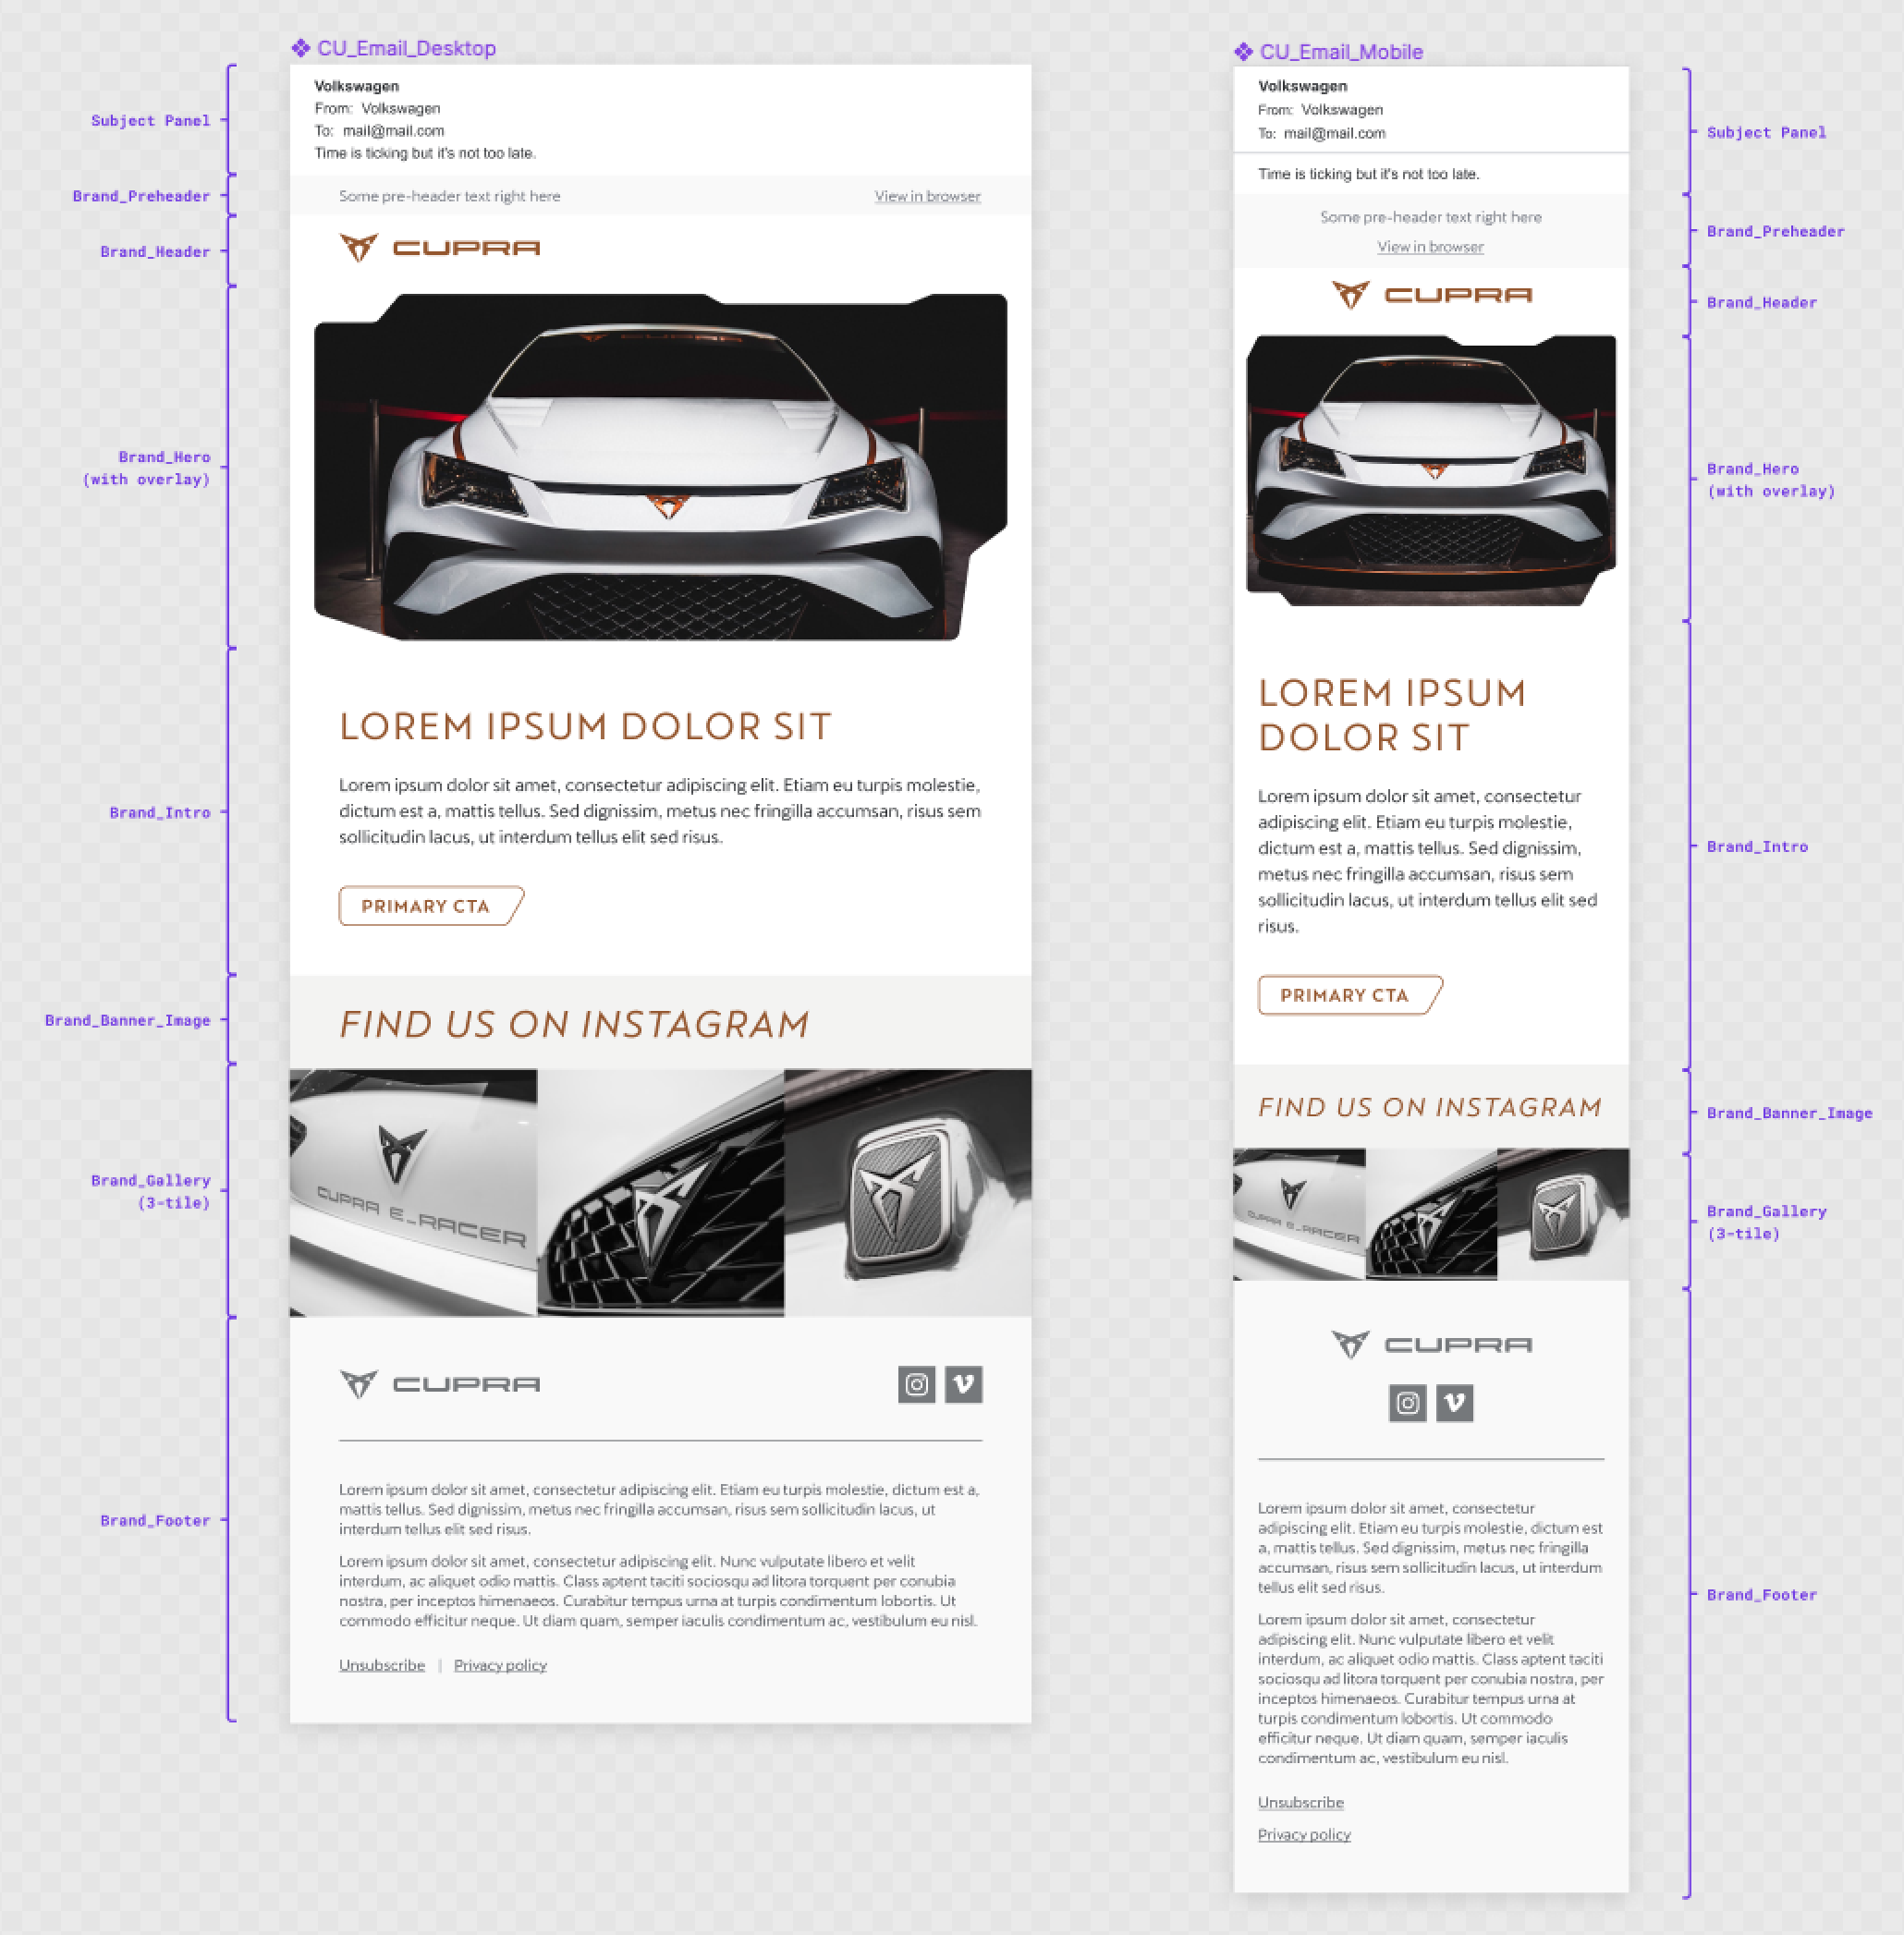 CU_Email_Desktop
Subject Panel
Brand_Preheader
Brand_Header
Brand_Hero
(with overlay)
Brand_Intro
Brand_Banner_Image
Brand_Gallery
(3-tile)
Brand_Footer
Volkswagen
From: Volkswagen
To: mail@mail.com
Time is ticking but it's not too late.
Some pre-header text right here
View in browser
CUPRA
LOREM IPSUM DOLOR SIT
Lorem ipsum dolor sit amet, consectetur adipiscing elit. Etiam eu turpis molestie,
dictum est a, mattis tellus. Sed dignissim, metus nec fringilla accumsan, risus sem
sollicitudin lacus, ut interdum tellus elit sed risus.
PRIMARY CTA
FIND US ON INSTAGRAM
CUPRA E_RACER
CUPRA
Lorem ipsum dolor sit amet, consectetur adipiscing elit. Etiam eu turpis molestie, dictum est a,
mattis tellus. Sed dignissim, metus nec fringilla accumsan, risus sem sollicitudin lacus, ut
interdum tellus elit sed risus.
Lorem ipsum dolor sit amet, consectetur adipiscing elit. Nunc vulputate libero et velit
interdum, ac aliquet odio mattis. Class aptent taciti sociosqu ad litora torquent per conubia
nostra, per inceptos himenaeos. Curabitur tempus urna at turpis condimentum lobortis. Ut
commodo efficitur neque. Ut diam quam, semper iaculis condimentum ac, vestibulum eu nisl.
Unsubscribe | Privacy policy
CU_Email_Mobile
Volkswagen
From: Volkswagen
To: mail@mail.com
Time is ticking but it's not too late.
Some pre-header text right here
View in browser
CUPRA
LOREM IPSUM
DOLOR SIT
Lorem ipsum dolor sit amet, consectetur
adipiscing elit. Etiam eu turpis molestie,
dictum est a, mattis tellus. Sed dignissim,
metus nec fringilla accumsan, risus sem
sollicitudin lacus, ut interdum tellus elit sed
risus.
PRIMARY CTA
FIND US ON INSTAGRAM
CUPRA E_RACER
CUPRA
Lorem ipsum dolor sit amet, consectetur
adipiscing elit. Etiam eu turpis molestie, dictum est
a, mattis tellus. Sed dignissim, metus nec fringilla
accumsan, risus sem sollicitudin lacus, ut interdum
tellus elit sed risus.
Lorem ipsum dolor sit amet, consectetur
adipiscing elit. Nunc vulputate libero et velit
interdum, ac aliquet odio mattis. Class aptent taciti
sociosqu ad litora torquent per conubia nostra, per
inceptos himenaeos. Curabitur tempus urna at
turpis condimentum lobortis. Ut commodo
efficitur neque. Ut diam quam, semper iaculis
condimentum ac, vestibulum eu nisl.
Unsubscribe
Privacy policy
Subject Panel
Brand_Preheader
Brand_Header
Brand_Hero
(with overlay)
Brand_Intro
Brand_Banner_Image
Brand_Gallery
(3-tile)
Brand_Footer